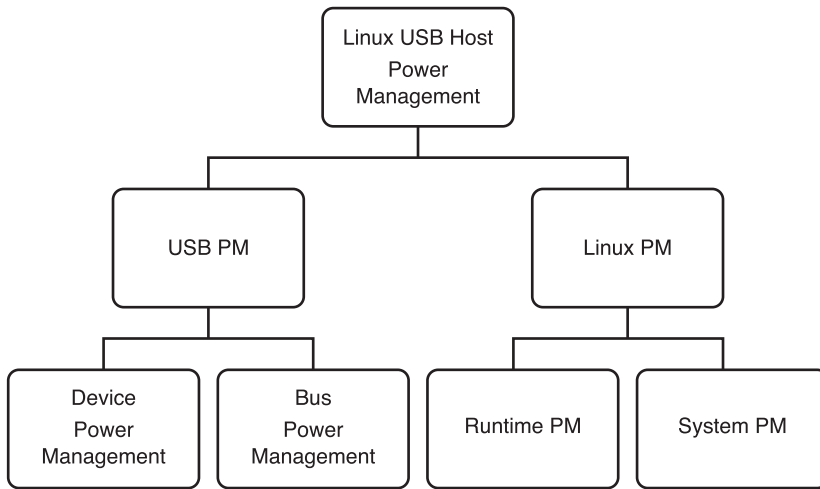 Linux USB Host
Power
Management
USB PM
Linux PM
Device
Power
Management
Bus
Power
Management
Runtime PM
System PM